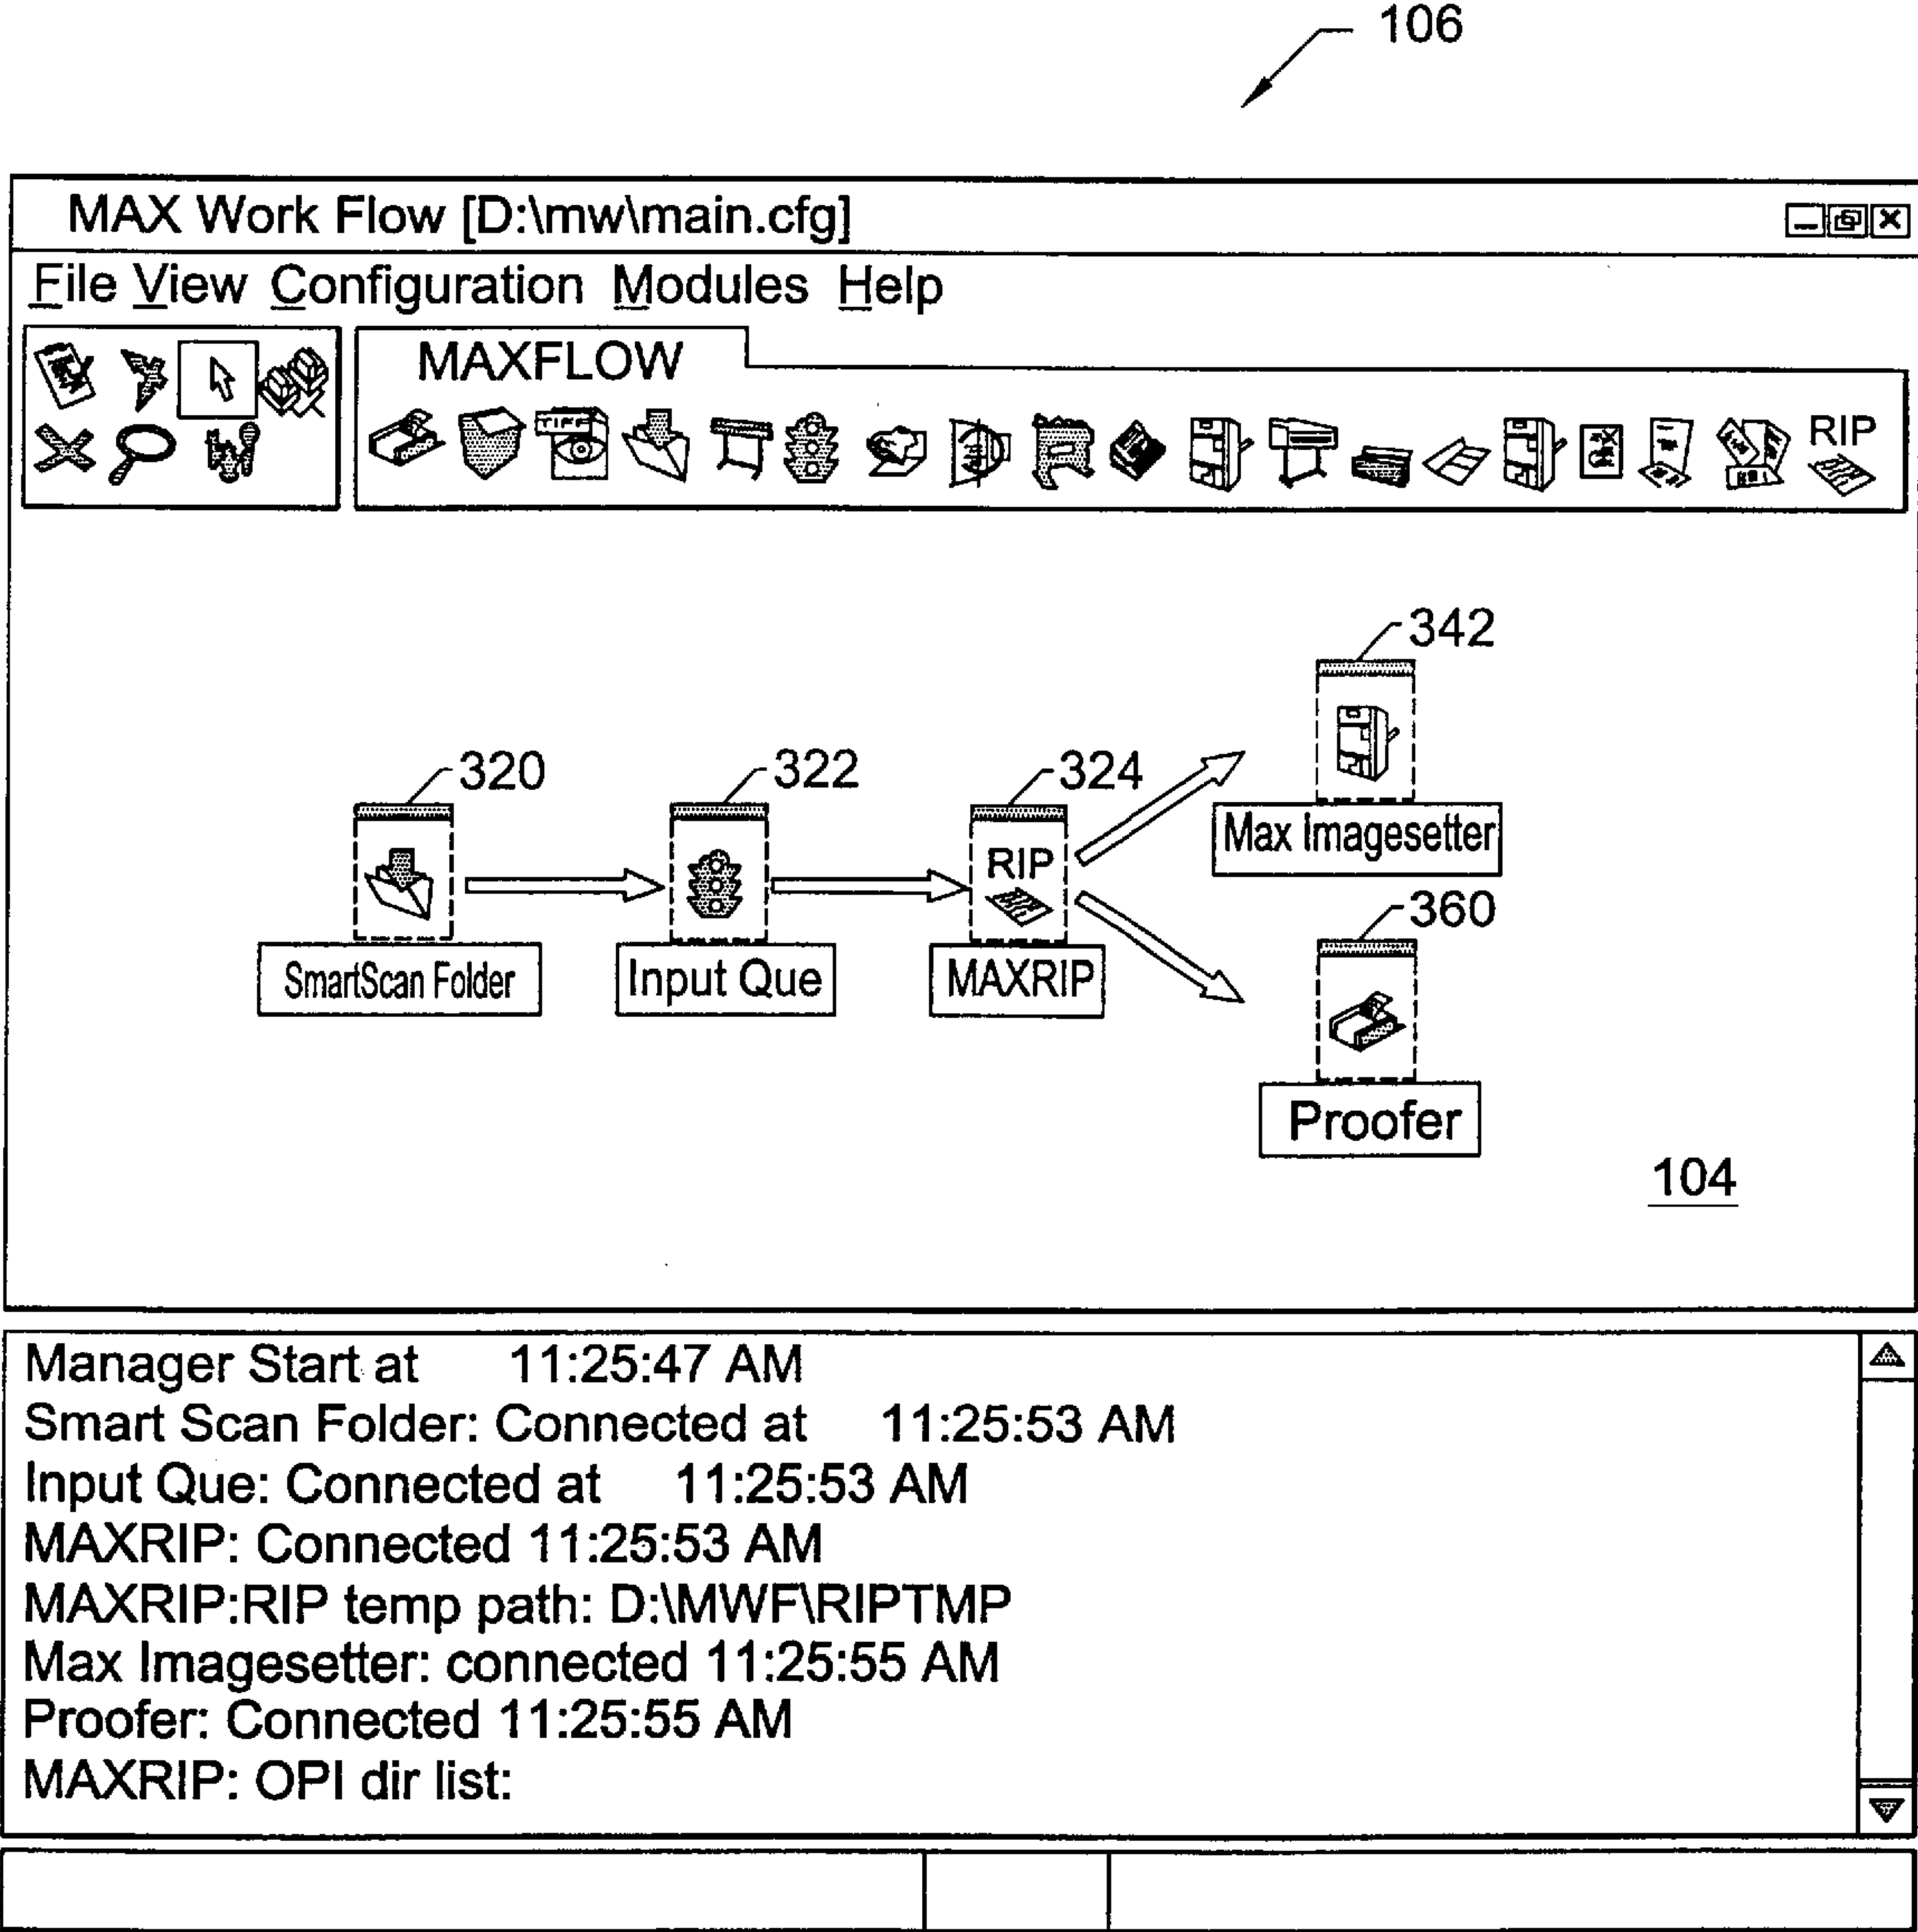 106
MAX Work Flow [D:\mw\main.cfg]
File View Configuration Modules Help
MAXFLOW
TIFF
RIP
342
320
322
324
RIP
Max Imagesetter
360
SmartScan Folder
Input Que
MAXRIP
Proofer
104
Manager Start at 11:25:47 AM
Smart Scan Folder: Connected at 11:25:53 AM
Input Que: Connected at 11:25:53 AM
MAXRIP: Connected 11:25:53 AM
MAXRIP:RIP temp path: D:\MWF\RIPTMP
Max Imagesetter: connected 11:25:55 AM
Proofer: Connected 11:25:55 AM
MAXRIP: OPI dir list: